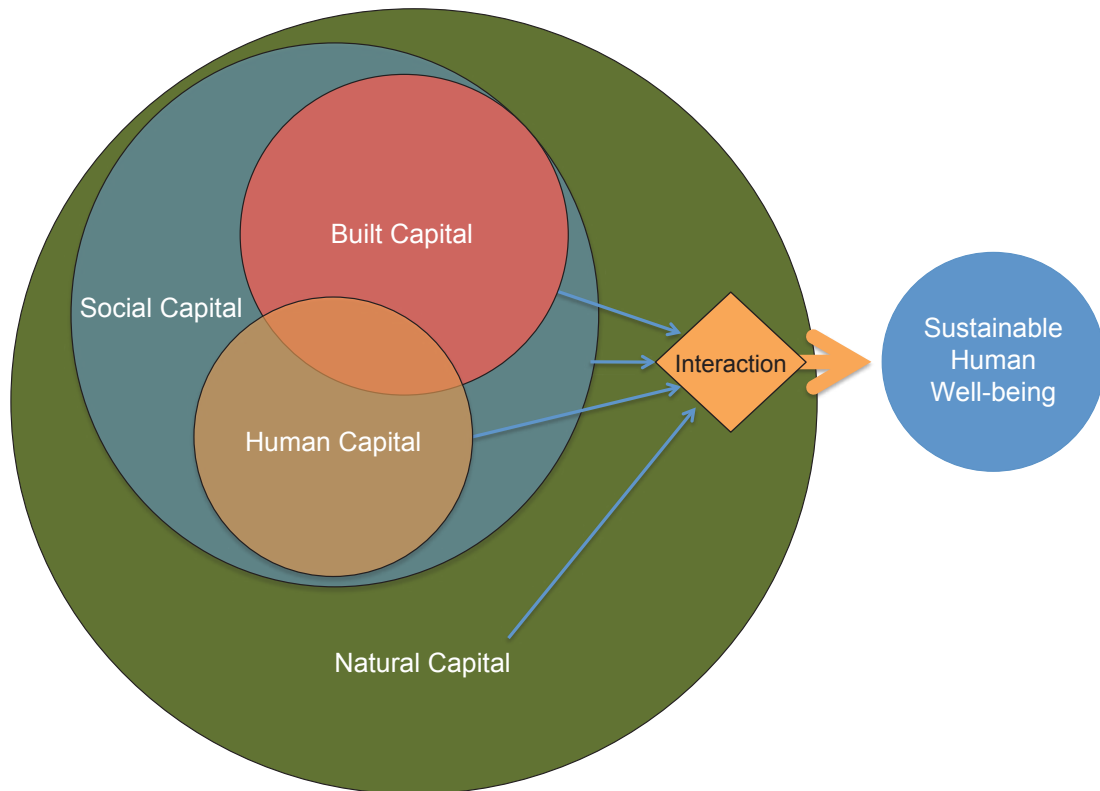 Built Capital
Social Capital
Human Capital
Natural Capital
Interaction
Sustainable
Human
Well-being